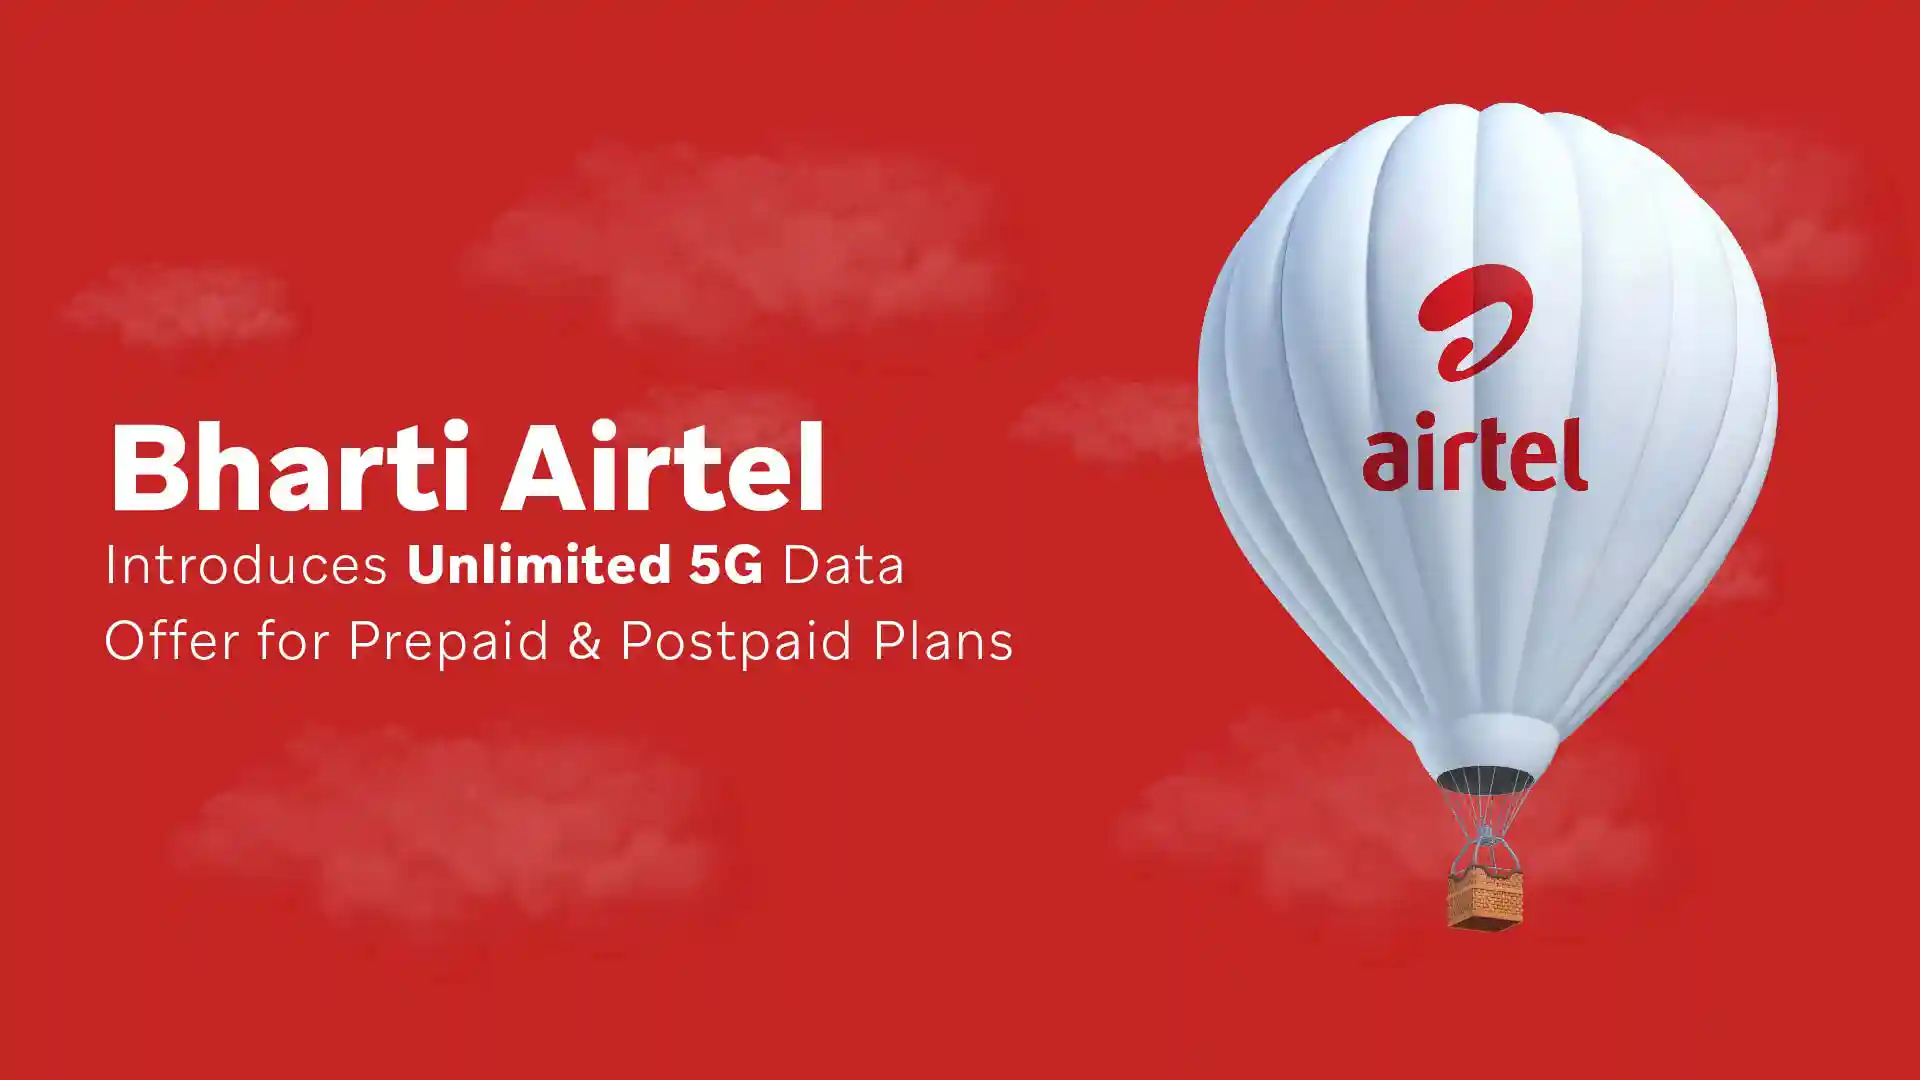 Bharti Airtel
Introduces Unlimited 5G Data
Offer for Prepaid & Postpaid Plans
airtel